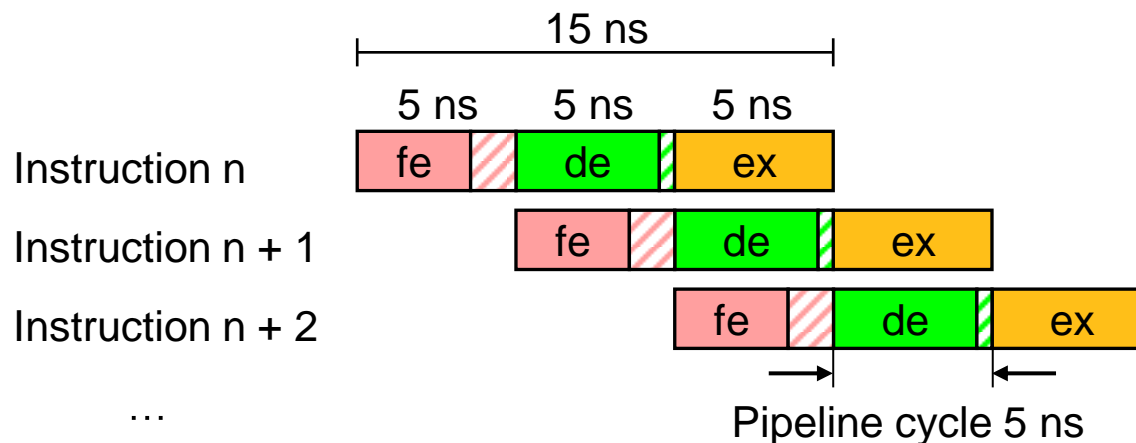 15 ns
5 ns 5 ns 5 ns
Instruction n fe de ex
Instruction n + 1 fe de ex
Instruction n + 2 fe de ex
… Pipeline cycle 5 ns